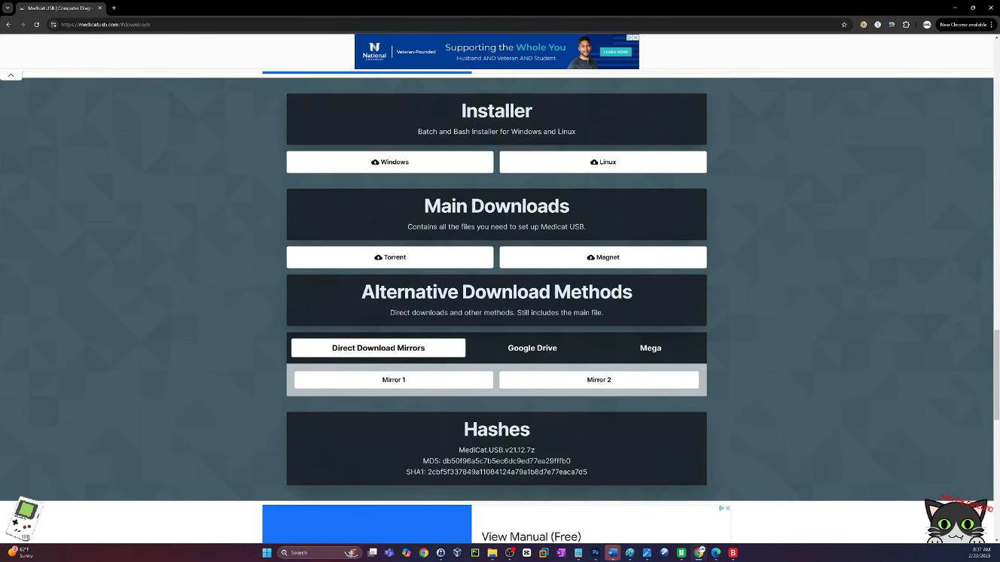 Medicat USB | Computer Diagn
https://medicatusb.com/#downloads
New Chrome available
National University
Veteran-Founded
Supporting the Whole You
Husband AND Veteran AND Student.
LEARN MORE
Installer
Batch and Bash Installer for Windows and Linux
Windows
Linux
Main Downloads
Contains all the files you need to set up Medicat USB.
Torrent
Magnet
Alternative Download Methods
Direct downloads and other methods. Still includes the main file.
Direct Download Mirrors
Google Drive
Mega
Mirror 1
Mirror 2
Hashes
MediCat.USB.v21.12.7z
MD5: db50f96a5c7b5ec6dc9ed77ea29fffb0
SHA1: 2cbf5f337849a11084124a79a1b8d7e77eaca7d5
JOIN THE DISCORD
View Manual (Free)
62°F
Sunny
Search
8:37 AM
2/23/2025